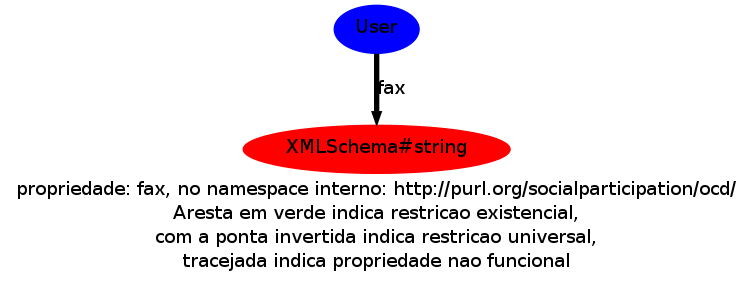 User
fax
XMLSchema#string
propriedade: fax, no namespace interno: http://purl.org/socialparticipation/ocd/
Aresta em verde indica restricao existencial,
com a ponta invertida indica restricao universal,
tracejada indica propriedade nao funcional